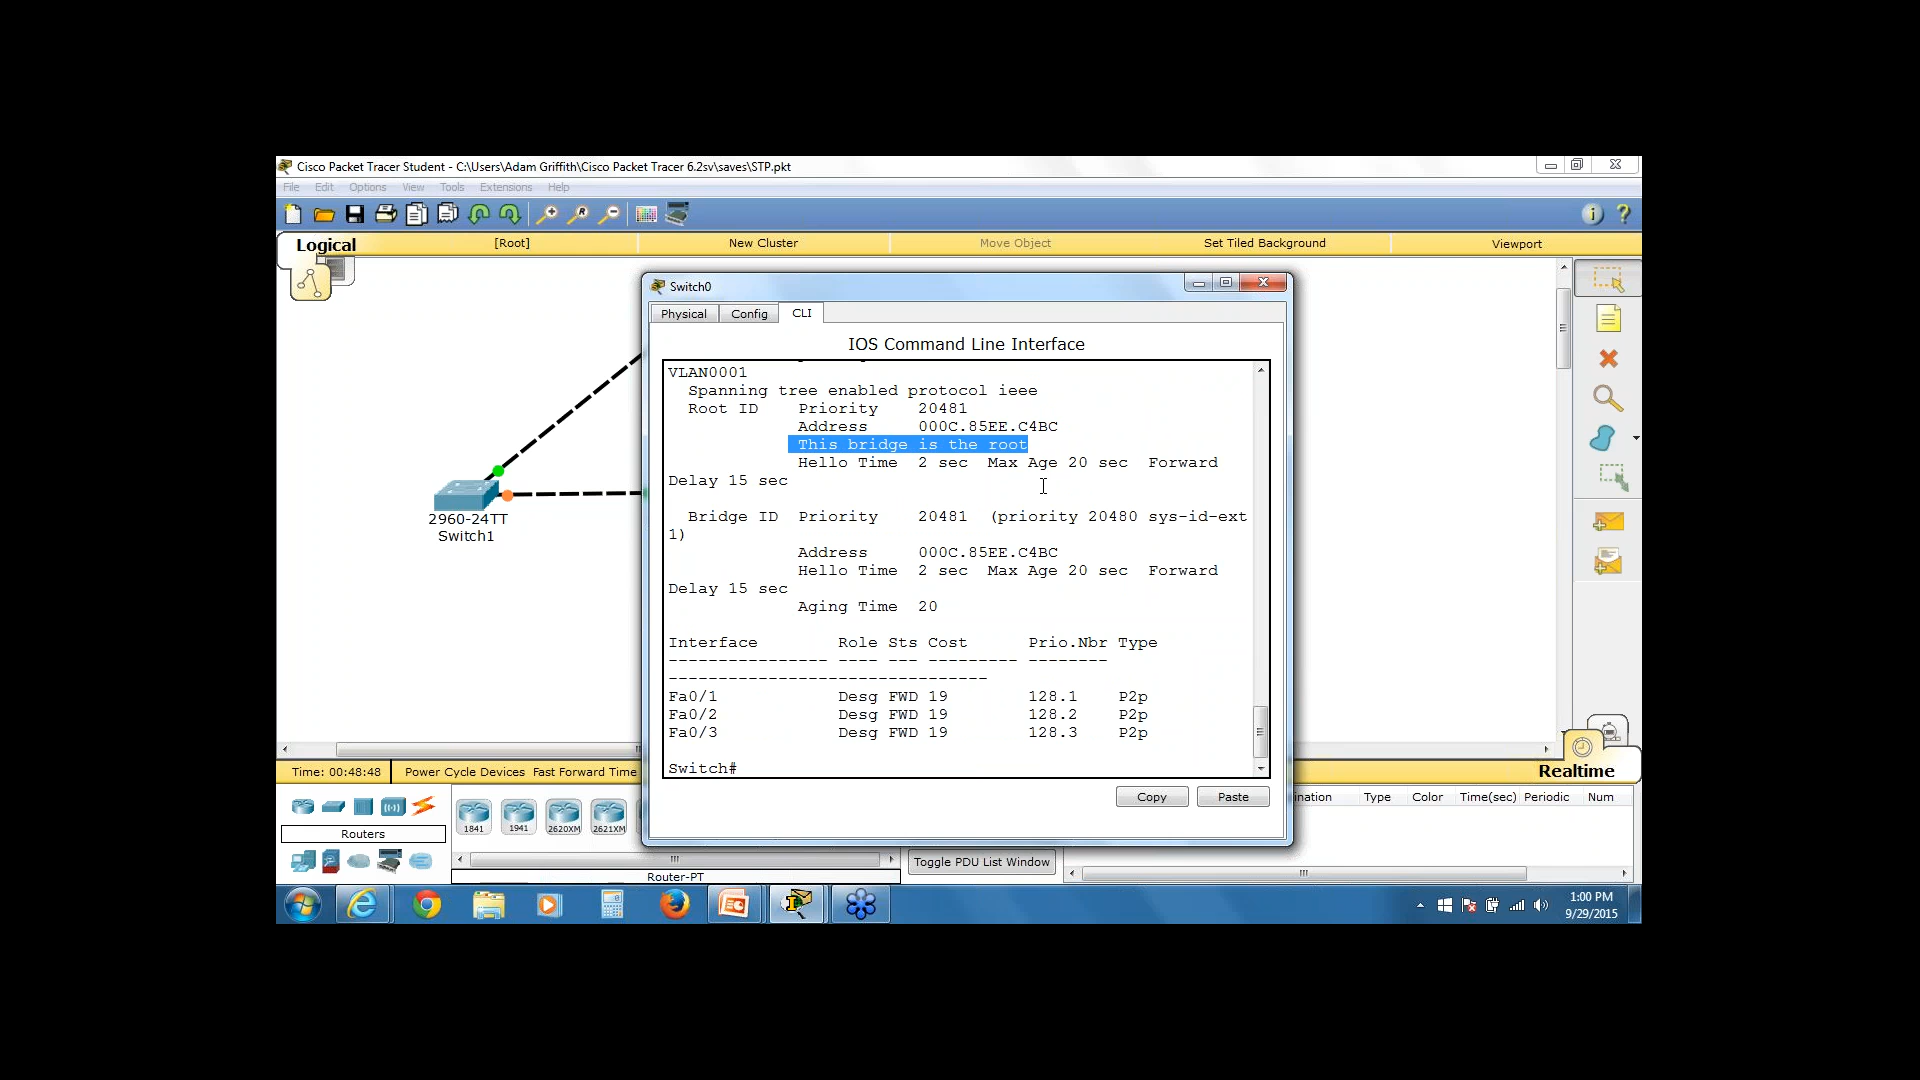 Cisco Packet Tracer Student - C:\Users\Adam Griffith\Cisco Packet Tracer 6.2sv\saves\STP.pkt
File Edit Options View Tools Extensions Help
Logical [Root] New Cluster Move Object Set Tiled Background Viewport
Switch0
Physical Config CLI
IOS Command Line Interface
VLAN0001
Spanning tree enabled protocol ieee
Root ID Priority 20481
Address 000C.85EE.C4BC
This bridge is the root
Hello Time 2 sec Max Age 20 sec Forward
Delay 15 sec
Bridge ID Priority 20481 (priority 20480 sys-id-ext
1)
Address 000C.85EE.C4BC
Hello Time 2 sec Max Age 20 sec Forward
Delay 15 sec
Aging Time 20
Interface Role Sts Cost Prio.Nbr Type
---------------- ---- --- --------- --------
--------------------------------
Fa0/1 Desg FWD 19 128.1 P2p
Fa0/2 Desg FWD 19 128.2 P2p
Fa0/3 Desg FWD 19 128.3 P2p
Switch#
Copy Paste
2960-24TT
Switch1
Time: 00:48:48 Power Cycle Devices Fast Forward Time
Realtime
Routers
1841 1941 2620XM 2621XM
Router-PT
Toggle PDU List Window
ination Type Color Time(sec) Periodic Num
1:00 PM
9/29/2015